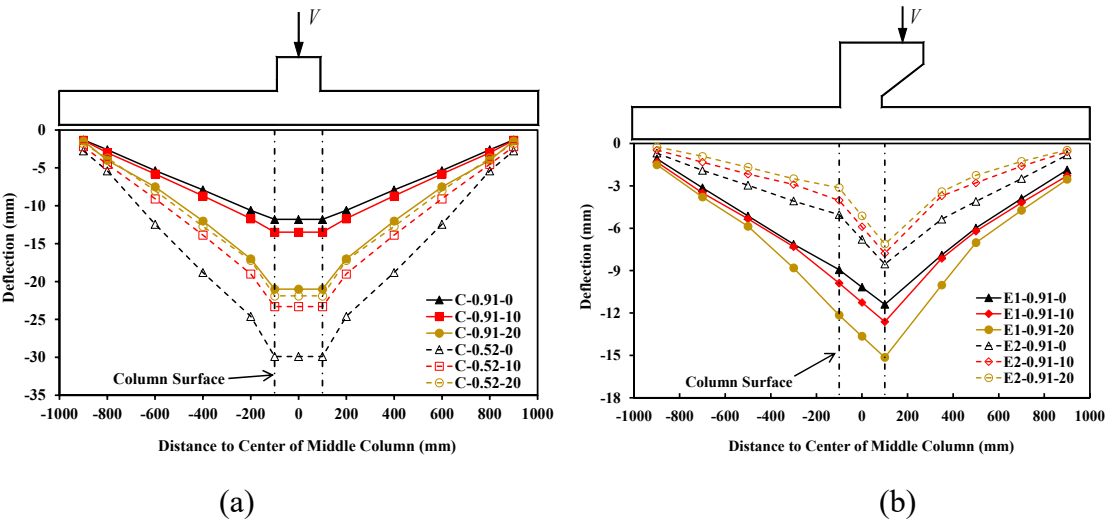 V
0
-5
-10
-15
-20
-25
-30
-35
Deflection (mm)
C-0.91-0
C-0.91-10
C-0.91-20
C-0.52-0
C-0.52-10
C-0.52-20
Column Surface
-1000 -800 -600 -400 -200 0 200 400 600 800 1000
Distance to Center of Middle Column (mm)
(a)
V
0
-3
-6
-9
-12
-15
-18
Deflection (mm)
E1-0.91-0
E1-0.91-10
E1-0.91-20
E2-0.91-0
E2-0.91-10
E2-0.91-20
Column Surface
-1000 -800 -600 -400 -200 0 200 400 600 800 1000
Distance to Center of Middle Column (mm)
(b)